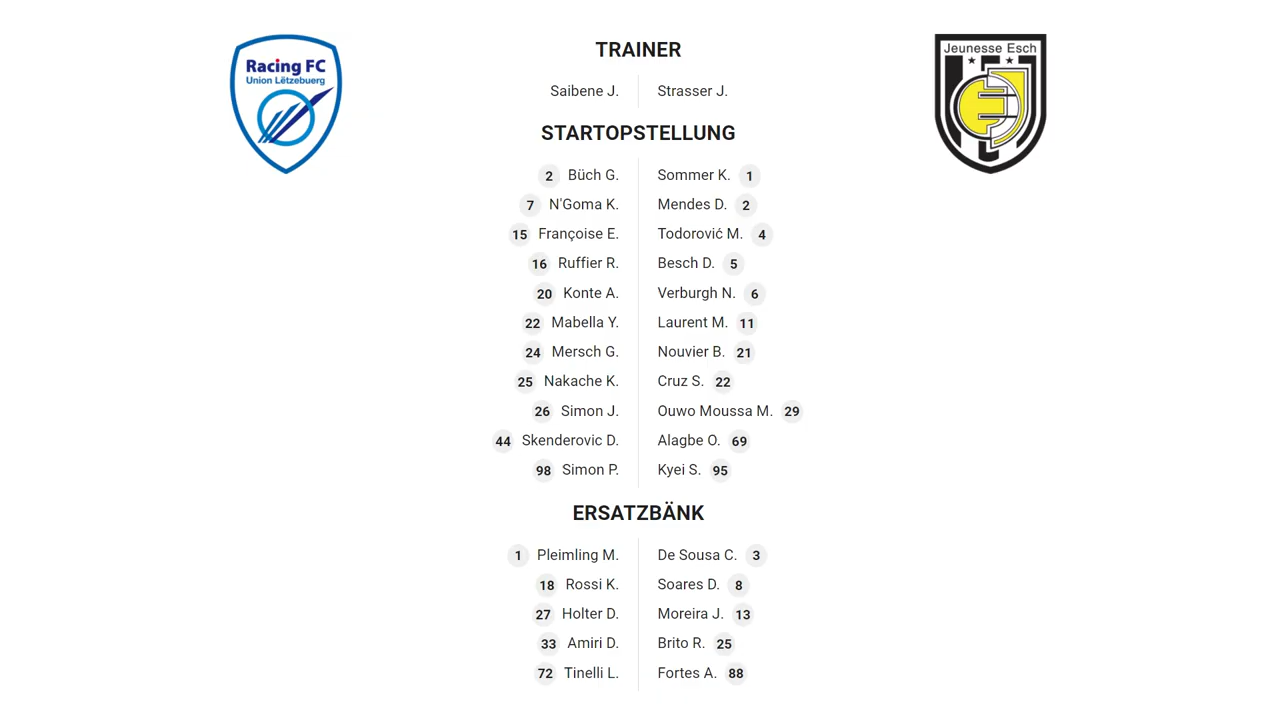 Racing FC
Union Lëtzebuerg
Jeunesse Esch
TRAINER
Saibene J. Strasser J.
STARTOPSTELLUNG
2 Büch G. Sommer K. 1
7 N'Goma K. Mendes D. 2
15 Françoise E. Todorović M. 4
16 Ruffier R. Besch D. 5
20 Konte A. Verburgh N. 6
22 Mabella Y. Laurent M. 11
24 Mersch G. Nouvier B. 21
25 Nakache K. Cruz S. 22
26 Simon J. Ouwo Moussa M. 29
44 Skenderovic D. Alagbe O. 69
98 Simon P. Kyei S. 95
ERSATZBÄNK
1 Pleimling M. De Sousa C. 3
18 Rossi K. Soares D. 8
27 Holter D. Moreira J. 13
33 Amiri D. Brito R. 25
72 Tinelli L. Fortes A. 88